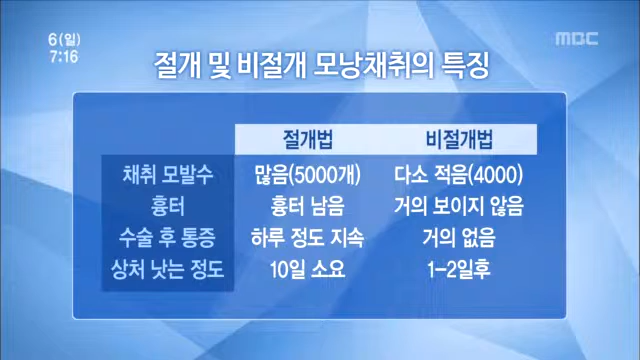 6(일)
7:16
MBC
절개 및 비절개 모낭채취의 특징
절개법 비절개법
채취 모발수 많음(5000개) 다소 적음(4000)
흉터 흉터 남음 거의 보이지 않음
수술 후 통증 하루 정도 지속 거의 없음
상처 낫는 정도 10일 소요 1-2일후